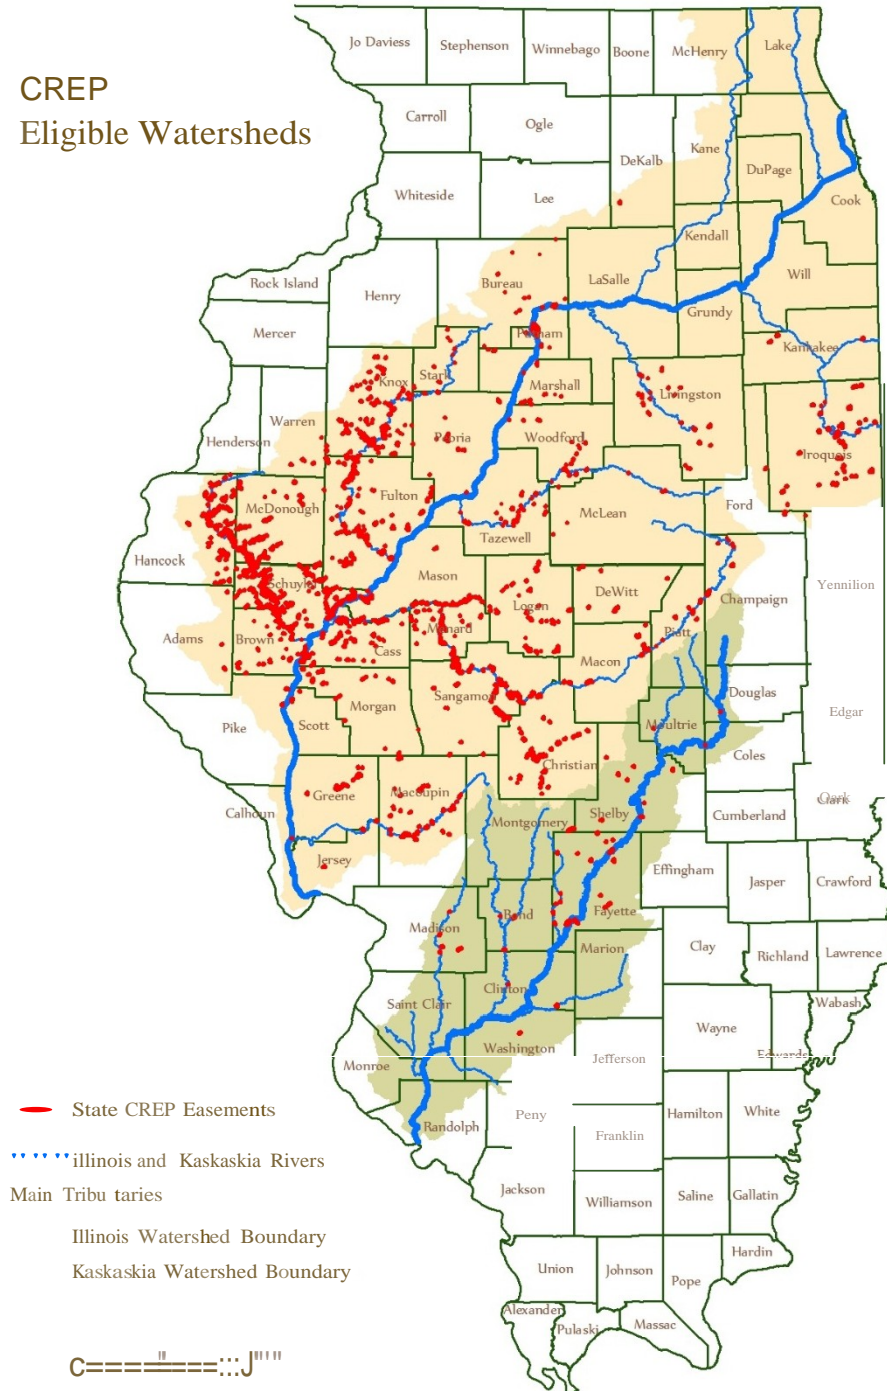 CREP
Eligible Watersheds
Jo Daviess
Stephenson
Winnebago
Boone
McHenry
Lake
Carroll
Ogle
DeKalb
Kane
DuPage
Cook
Whiteside
Lee
Kendall
Will
Rock Island
Henry
Bureau
LaSalle
Grundy
Mercer
Putnam
Kankakee
Knox
Stark
Marshall
Livingston
Warren
Henderson
Peoria
Woodford
Iroquois
Hancock
McDonough
Fulton
Tazewell
McLean
Ford
Schuyler
Mason
Logan
DeWitt
Champaign
Yennilion
Adams
Brown
Cass
Menard
Piatt
Macon
Pike
Scott
Morgan
Sangamo
Moultrie
Douglas
Edgar
Christian
Coles
Calhoun
Greene
Macoupin
Montgomery
Shelby
Cumberland
Clark
Jersey
Effingham
Jasper
Crawford
Madison
Bond
Fayette
Marion
Clay
Richland
Lawrence
Saint Clair
Clinton
Wabash
Wayne
Edwards
Monroe
Washington
Jefferson
Randolph
Peny
Franklin
Hamilton
White
Jackson
Williamson
Saline
Gallatin
Union
Johnson
Pope
Hardin
Alexander
Pulaski
Massac
State CREP Easements
illinois and Kaskaskia Rivers
Main Tribu taries
Illinois Watershed Boundary
Kaskaskia Watershed Boundary